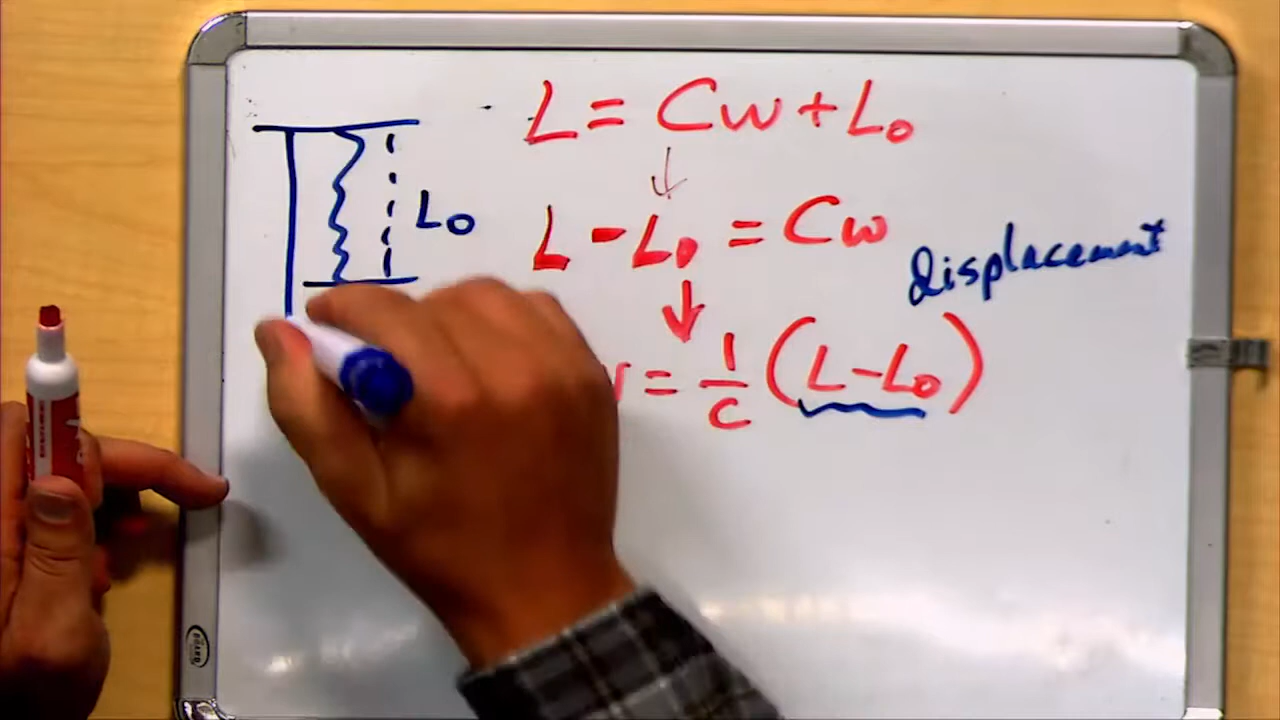 L = Cw + L₀
L₀
L - L₀ = Cw
displacement
= 1/C (L - L₀)